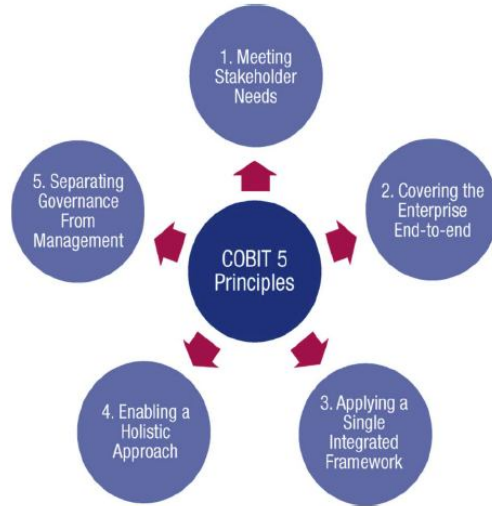 1. Meeting
Stakeholder
Needs
5. Separating
Governance
From
Management
2. Covering the
Enterprise
End-to-end
COBIT 5
Principles
4. Enabling a
Holistic
Approach
3. Applying a
Single
Integrated
Framework